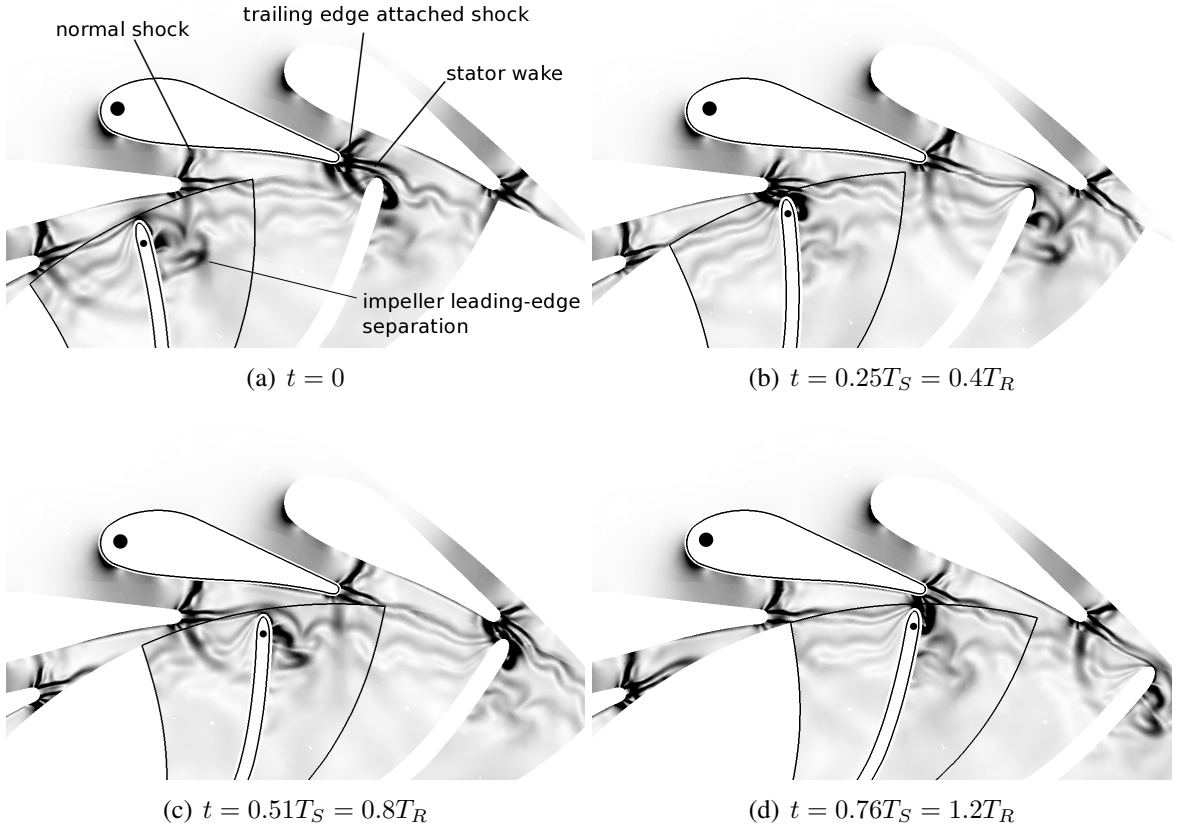 trailing edge attached shock
normal shock
stator wake
impeller leading-edge
separation
(a) t = 0
(b) t = 0.25T_S = 0.4T_R
(c) t = 0.51T_S = 0.8T_R
(d) t = 0.76T_S = 1.2T_R